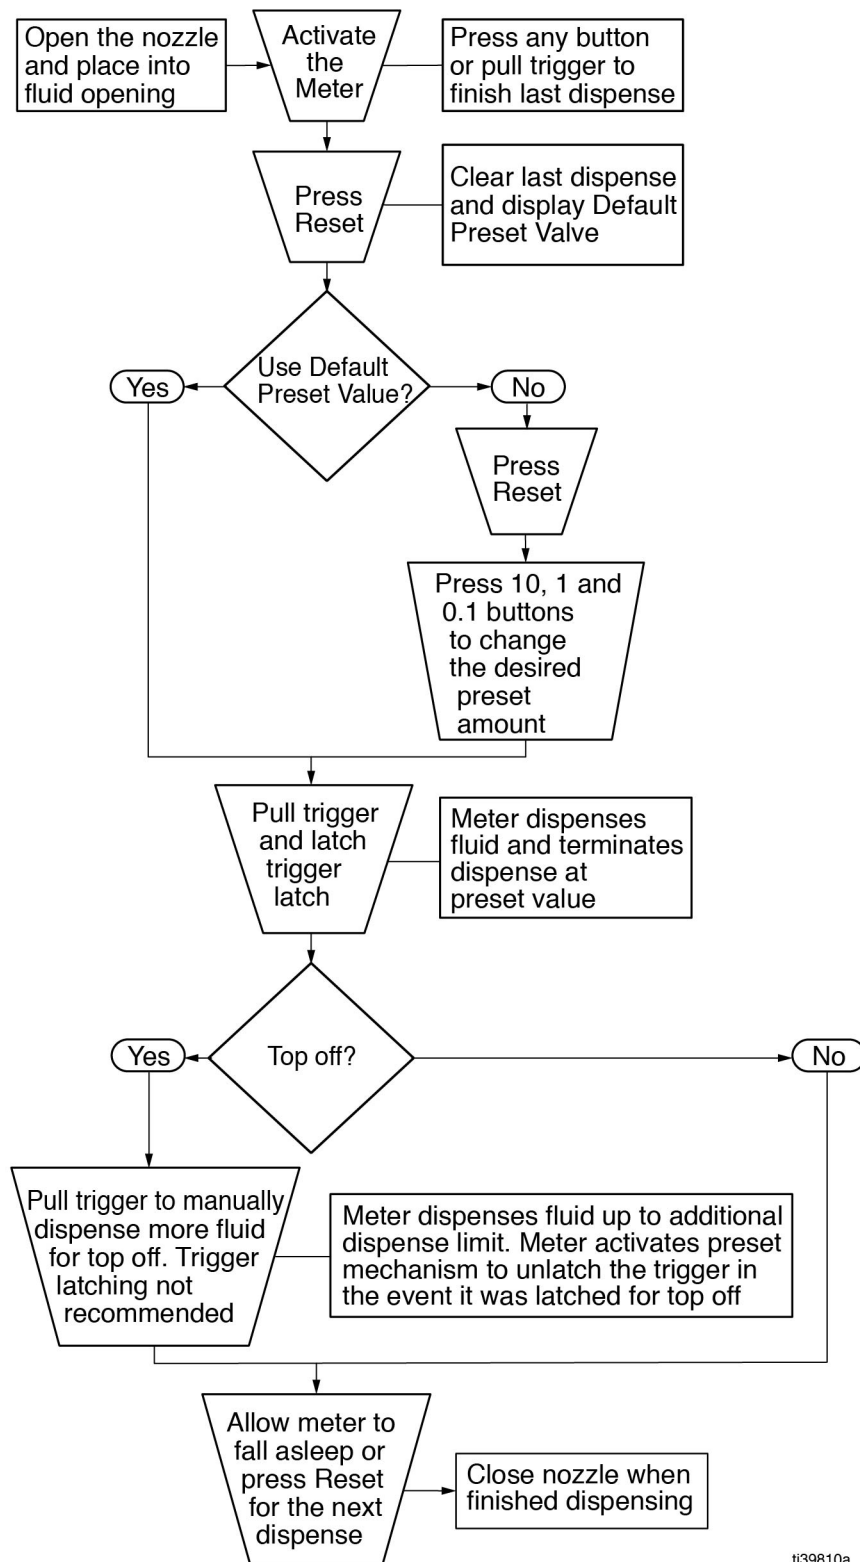 Open the nozzle
and place into
fluid opening
Activate
the
Meter
Press any button
or pull trigger to
finish last dispense
Press
Reset
Clear last dispense
and display Default
Preset Valve
Use Default
Preset Value?
Yes
No
Press
Reset
Press 10, 1 and
0.1 buttons
to change
the desired
preset
amount
Pull trigger
and latch
trigger
latch
Meter dispenses
fluid and terminates
dispense at
preset value
Top off?
Yes
No
Pull trigger to manually
dispense more fluid
for top off. Trigger
latching not
recommended
Meter dispenses fluid up to additional
dispense limit. Meter activates preset
mechanism to unlatch the trigger in
the event it was latched for top off
Allow meter to
fall asleep or
press Reset
for the next
dispense
Close nozzle when
finished dispensing
ti39810a